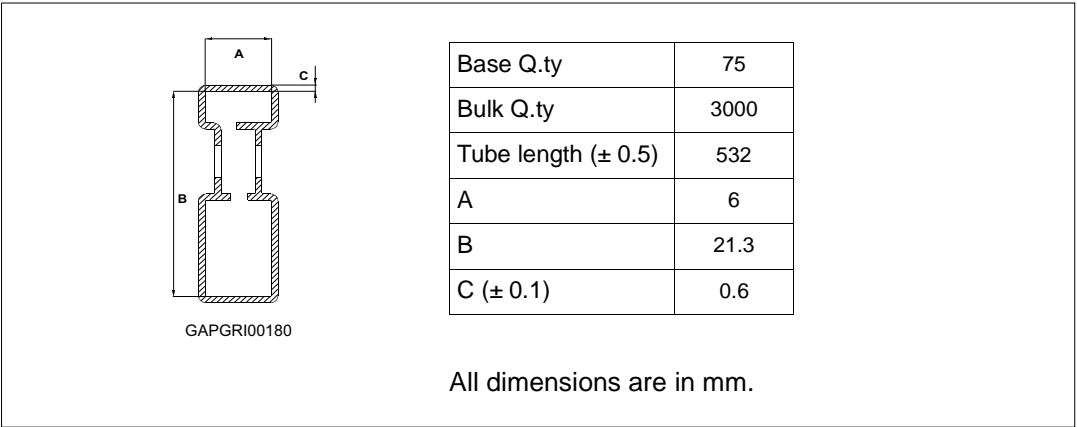 A
C
B
GAPGRI00180
Base Q.ty 75
Bulk Q.ty 3000
Tube length (± 0.5) 532
A 6
B 21.3
C (± 0.1) 0.6
All dimensions are in mm.